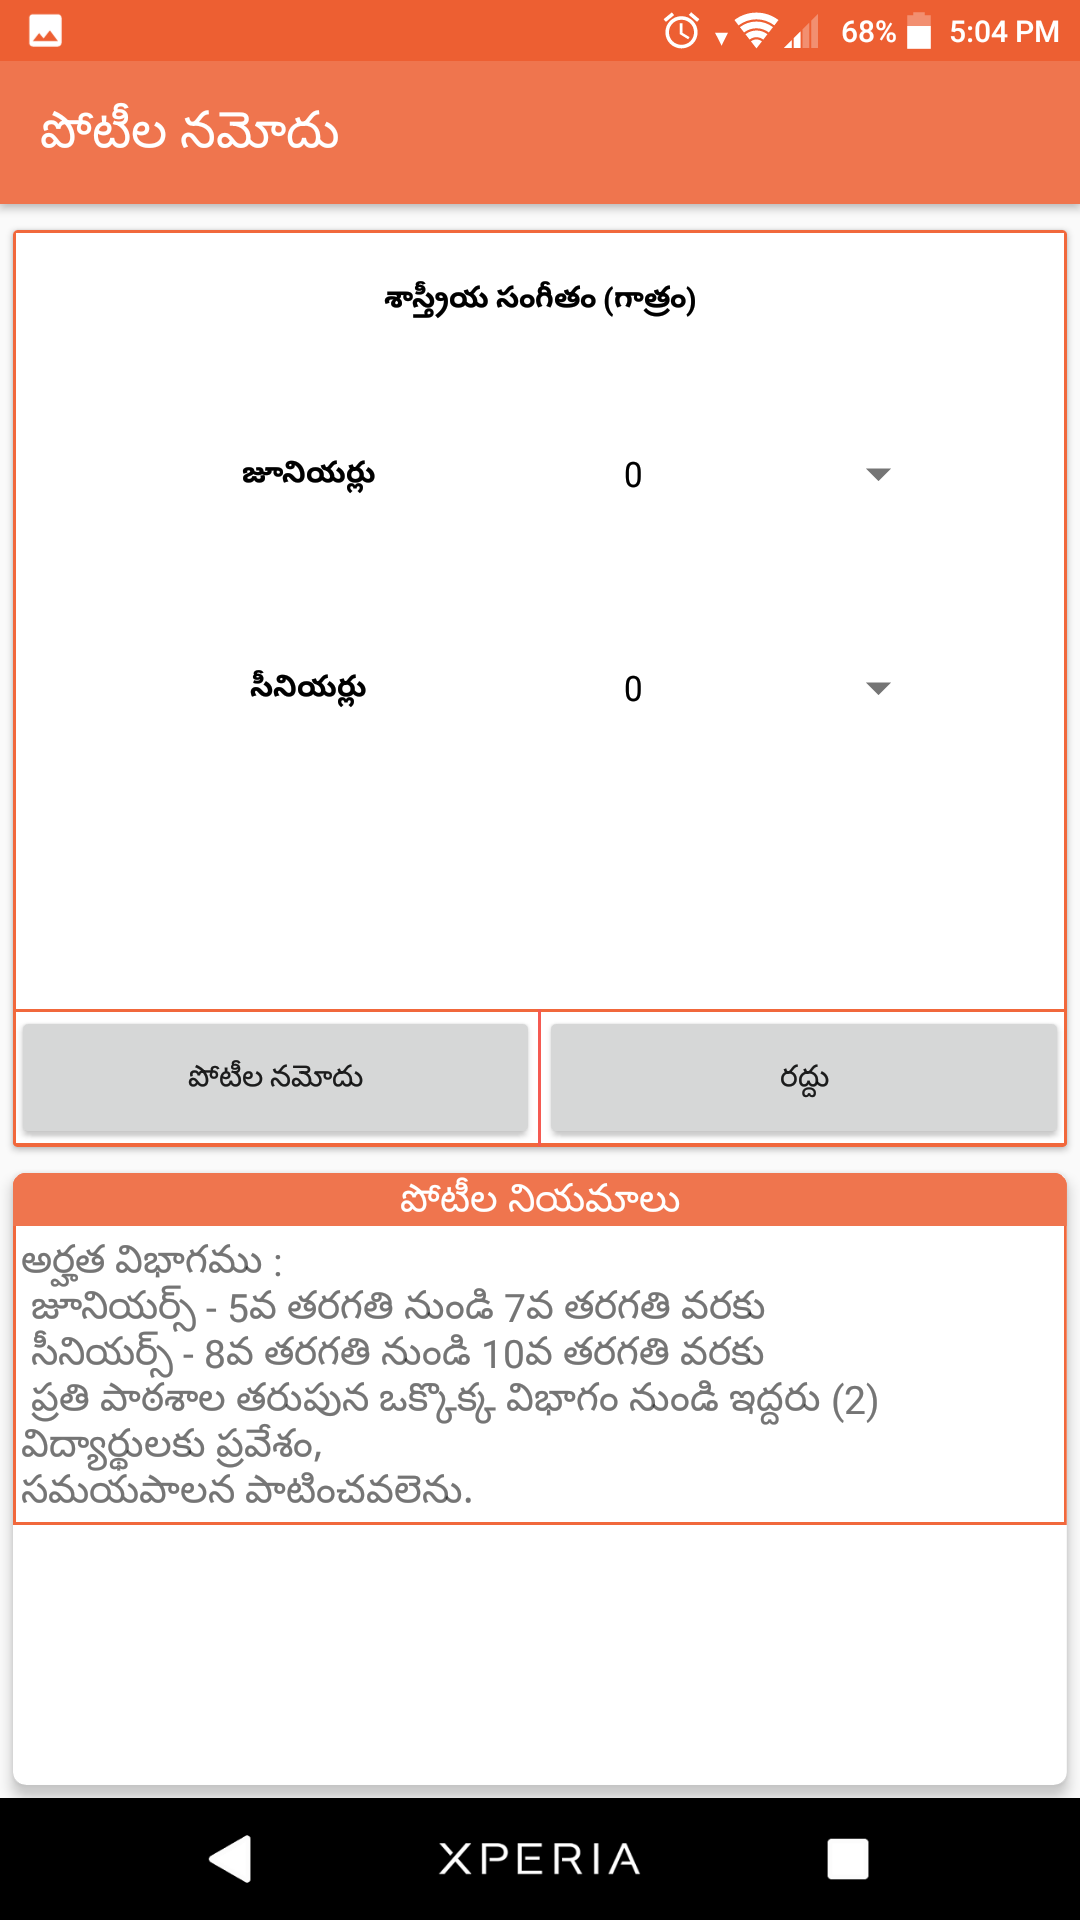 68% 5:04 PM
పోటీల నమోదు
శాస్త్రీయ సంగీతం (గాత్రం)
జూనియర్లు 0
సీనియర్లు 0
పోటీల నమోదు రద్దు
పోటీల నియమాలు
అర్హత విభాగము :
జూనియర్స్ - 5వ తరగతి నుండి 7వ తరగతి వరకు
సీనియర్స్ - 8వ తరగతి నుండి 10వ తరగతి వరకు
ప్రతి పాఠశాల తరుపున ఒక్కొక్క విభాగం నుండి ఇద్దరు (2)
విద్యార్థులకు ప్రవేశం,
సమయపాలన పాటించవలెను.
XPERIA